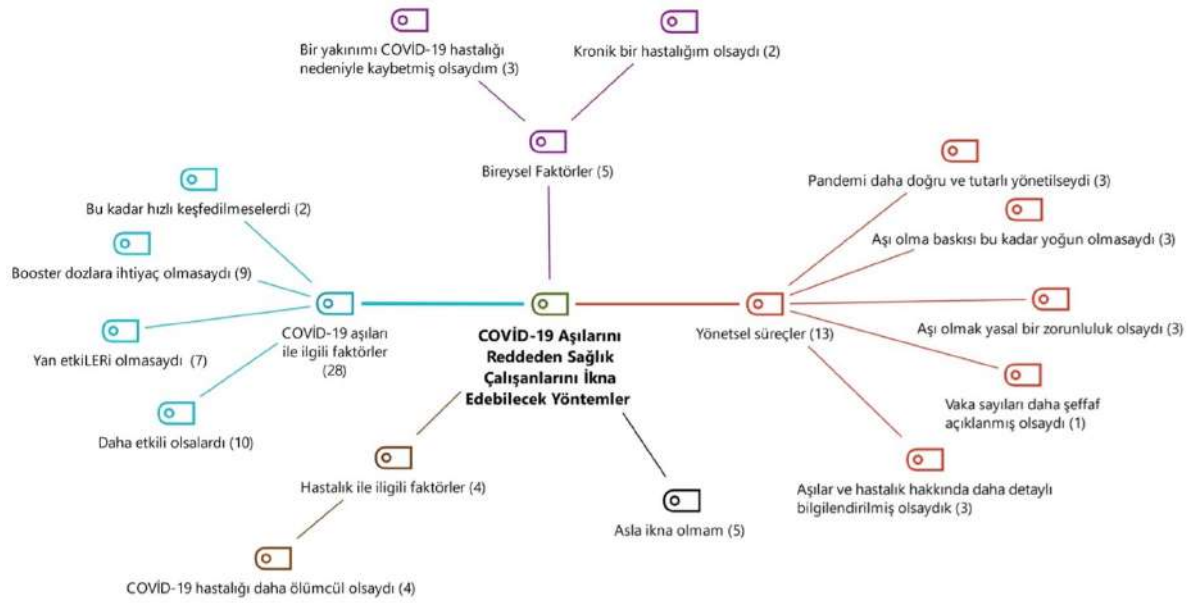 Bir yakınımı COVİD-19 hastalığı
nedeniyle kaybetmiş olsaydım (3)
Kronik bir hastalığım olsaydı (2)
Bireysel Faktörler (5)
Bu kadar hızlı keşfedilmeselerdi (2)
Booster dozlara ihtiyaç olmasaydı (9)
Yan etkiLERi olmasaydı (7)
Daha etkili olsalardı (10)
COVİD-19 aşıları
ile ilgili faktörler
(28)
COVİD-19 Aşılarını
Reddeden Sağlık
Çalışanlarını İkna
Edebilecek Yöntemler
Yönetsel süreçler (13)
Pandemi daha doğru ve tutarlı yönetilseydi (3)
Aşı olma baskısı bu kadar yoğun olmasaydı (3)
Aşı olmak yasal bir zorunluluk olsaydı (3)
Vaka sayıları daha şeffaf
açıklanmış olsaydı (1)
Aşılar ve hastalık hakkında daha detaylı
bilgilendirilmiş olsaydık (3)
Hastalık ile iligili faktörler (4)
COVİD-19 hastalığı daha ölümcül olsaydı (4)
Asla ikna olmam (5)